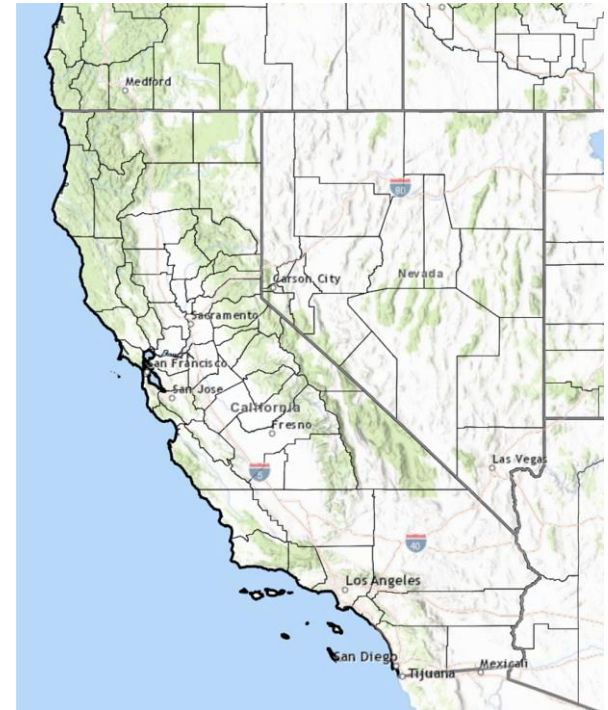 Medford
80
Carson City
Nevada
Sacramento
San Francisco
San Jose
California
Fresno
Las Vegas
5
40
Los Angeles
San Diego
Tijuana
Mexicali